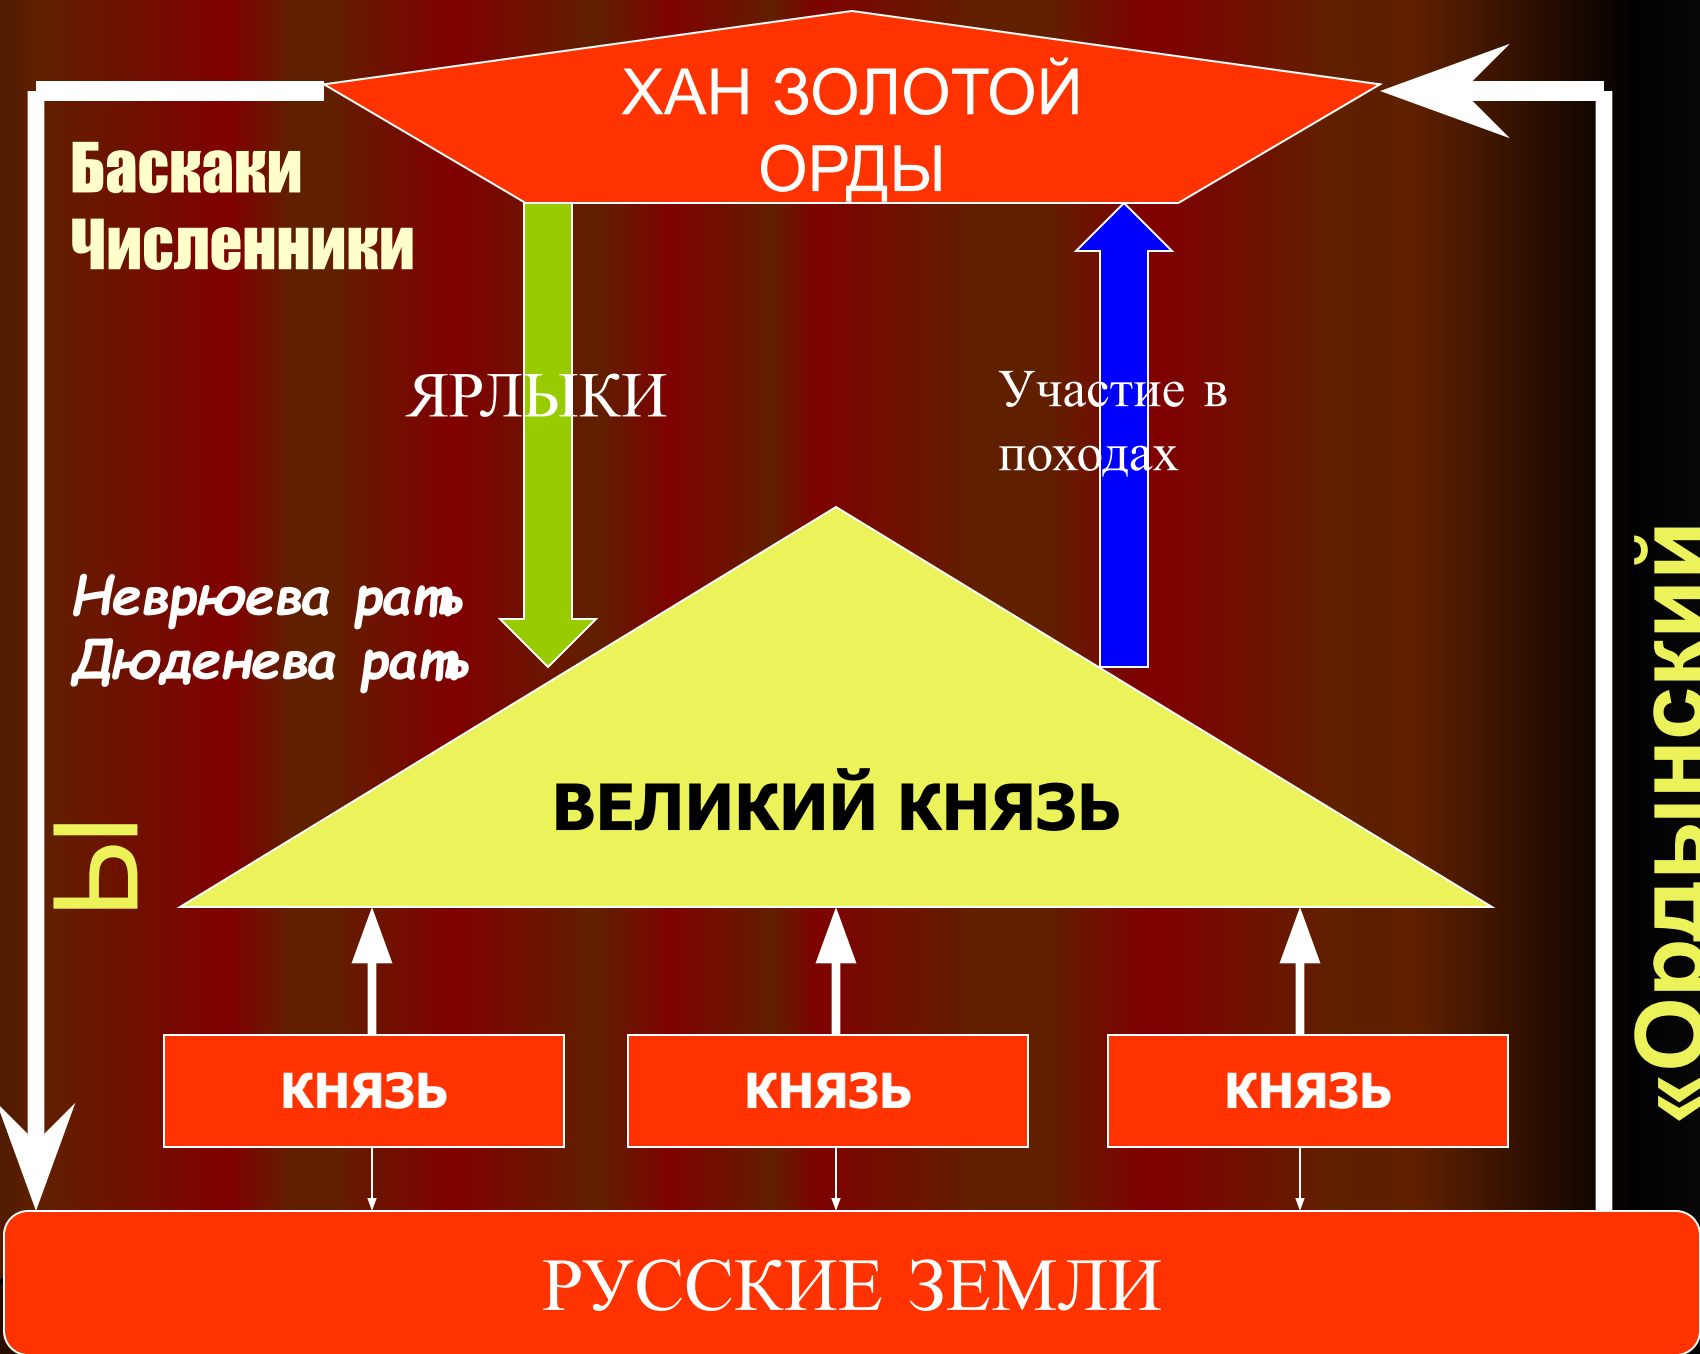 ХАН ЗОЛОТОЙ
ОРДЫ
Баскаки
Численники
ЯРЛЫКИ
Участие в
походах
Неврюева рать
Дюденева рать
Ы
«Ордынский
ВЕЛИКИЙ КНЯЗЬ
КНЯЗЬ
КНЯЗЬ
КНЯЗЬ
РУССКИЕ ЗЕМЛИ